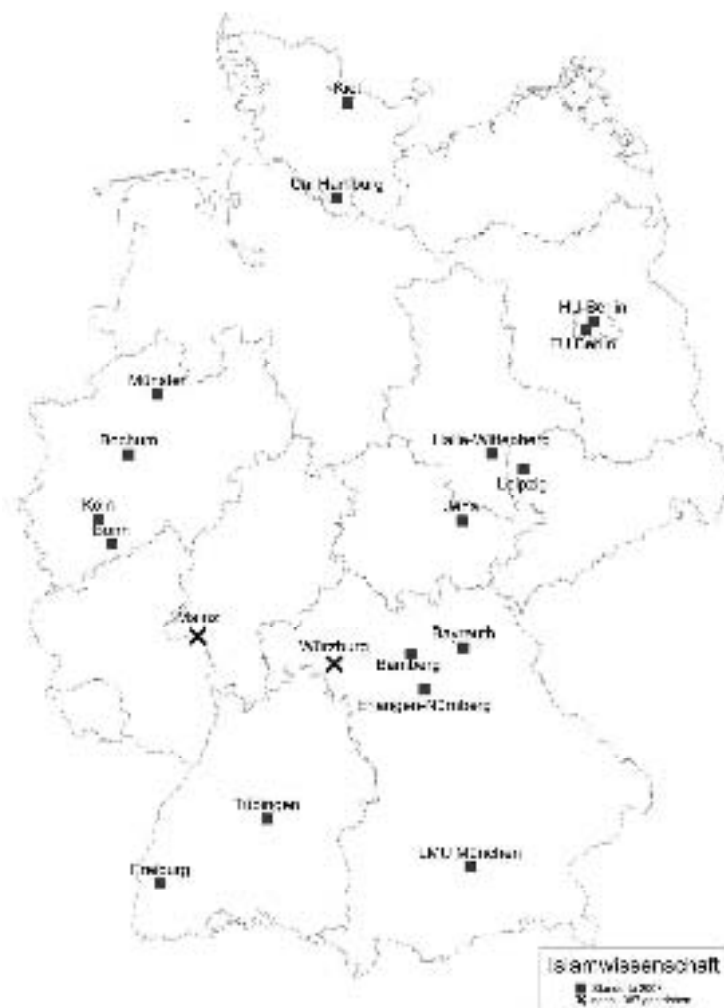 Kiel
Uni Hamburg
HU-Berlin
FU Berlin
Münster
Bochum
Halle-Wittenberg
Leipzig
Köln
Jena
Bonn
Mainz
Würzburg
Bayreuth
Bamberg
Erlangen-Nürnberg
Tübingen
LMU München
Freiburg
Islamwissenschaft